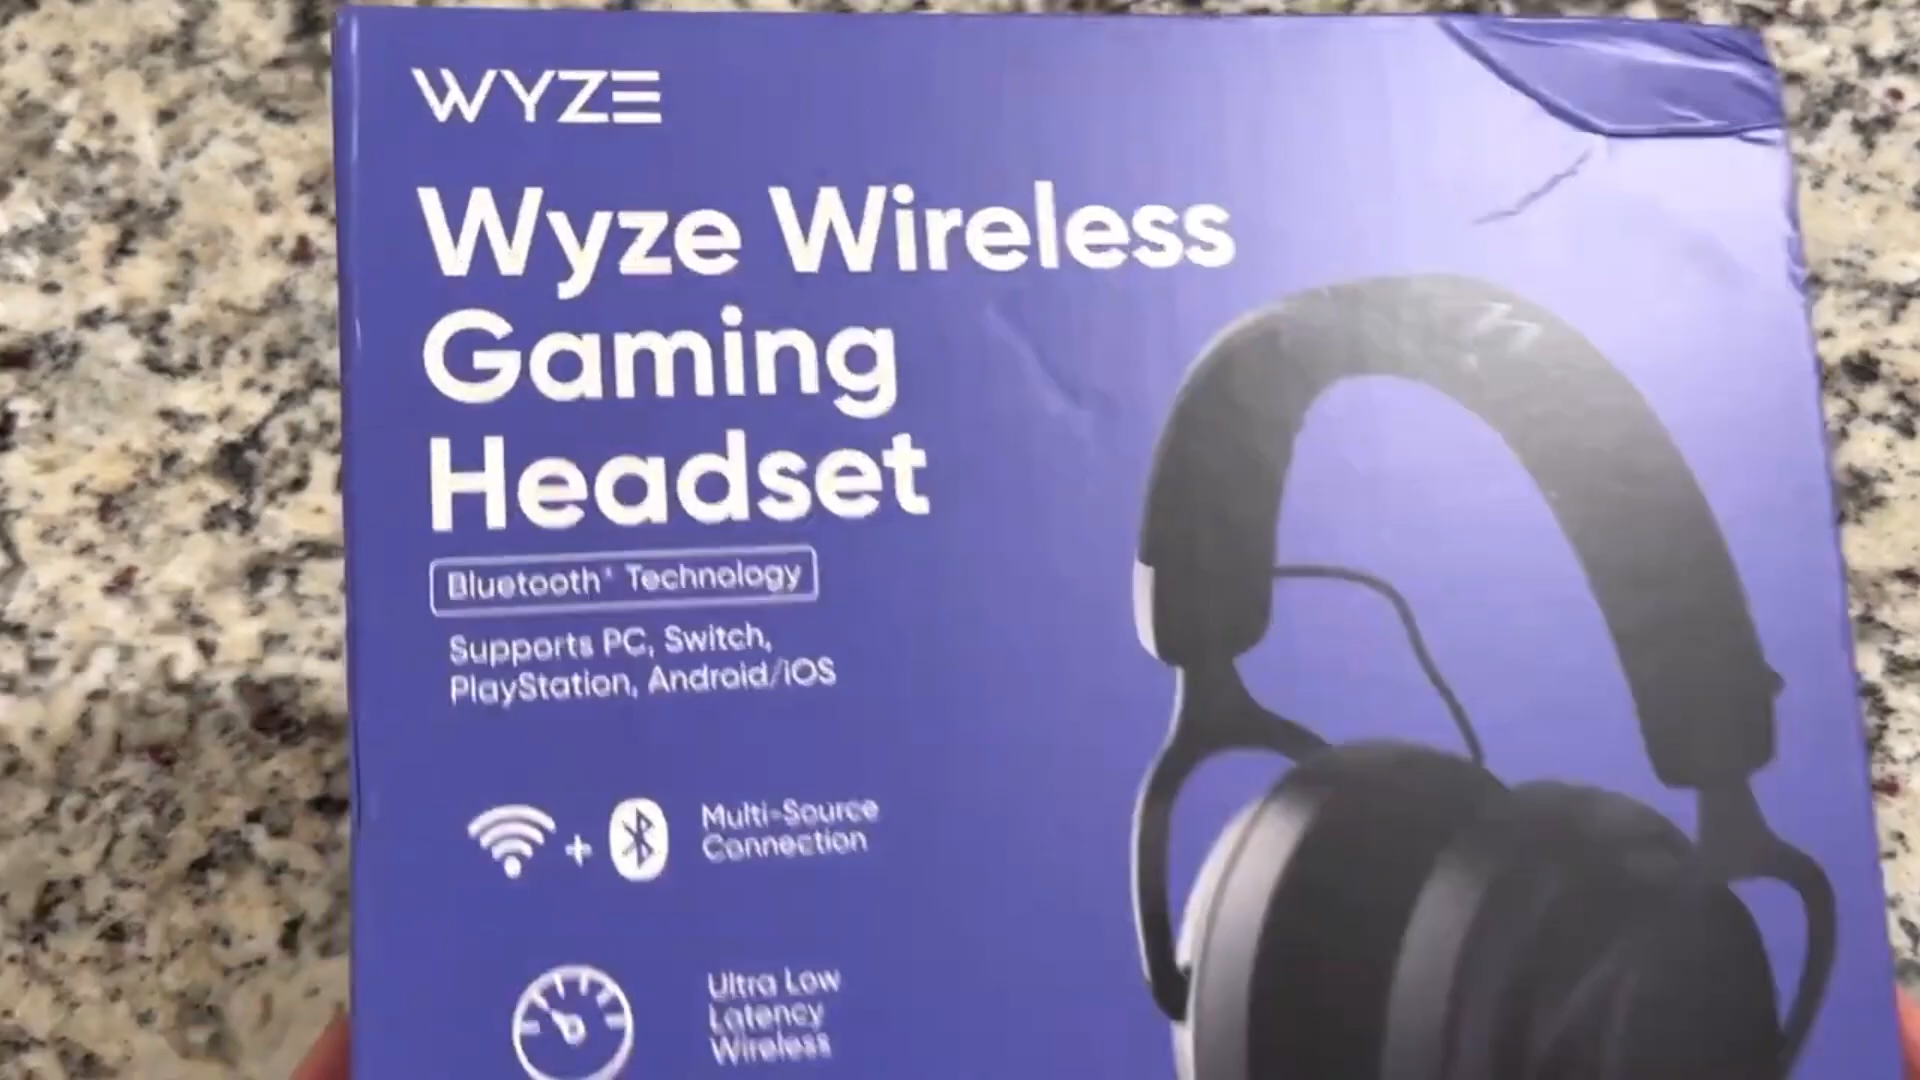 WYZE
Wyze Wireless
Gaming
Headset
Bluetooth® Technology
Supports PC, Switch,
PlayStation, Android/iOS
Multi-Source
Connection
Ultra Low
Latency
Wireless